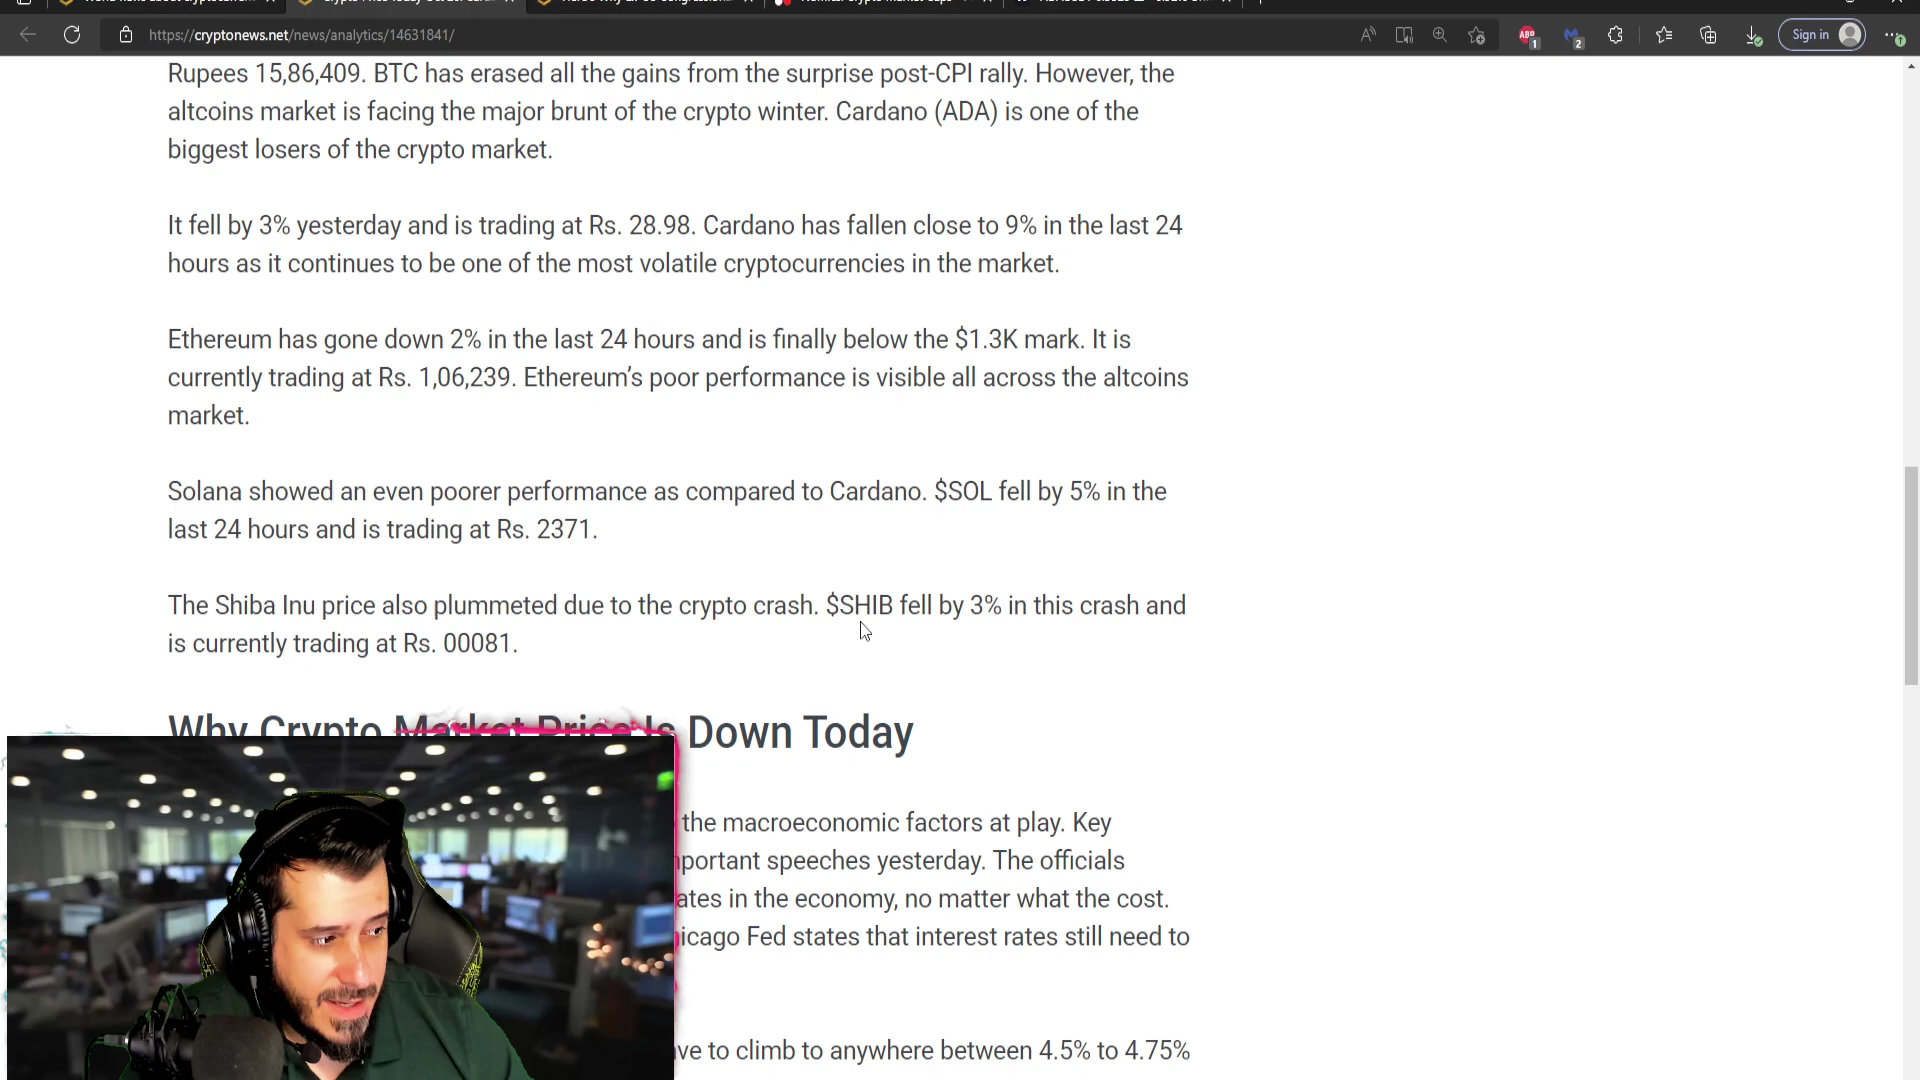 https://cryptonews.net/news/analytics/14631841/
Sign in
Rupees 15,86,409. BTC has erased all the gains from the surprise post-CPI rally. However, the
altcoins market is facing the major brunt of the crypto winter. Cardano (ADA) is one of the
biggest losers of the crypto market.
It fell by 3% yesterday and is trading at Rs. 28.98. Cardano has fallen close to 9% in the last 24
hours as it continues to be one of the most volatile cryptocurrencies in the market.
Ethereum has gone down 2% in the last 24 hours and is finally below the $1.3K mark. It is
currently trading at Rs. 1,06,239. Ethereum’s poor performance is visible all across the altcoins
market.
Solana showed an even poorer performance as compared to Cardano. $SOL fell by 5% in the
last 24 hours and is trading at Rs. 2371.
The Shiba Inu price also plummeted due to the crypto crash. $SHIB fell by 3% in this crash and
is currently trading at Rs. 00081.
Why Crypto Market Price Is Down Today
the macroeconomic factors at play. Key
speeches yesterday. The officials
in the economy, no matter what the cost.
Fed states that interest rates still need to
to climb to anywhere between 4.5% to 4.75%